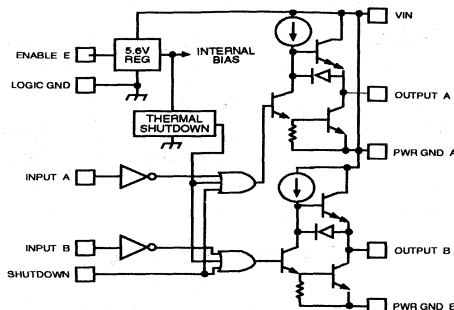 VIN
5.6V
REG
ENABLE E
INTERNAL
BIAS
LOGIC GND
OUTPUT A
THERMAL
SHUTDOWN
PWR GND A
INPUT A
INPUT B
OUTPUT B
SHUTDOWN
PWR GND B